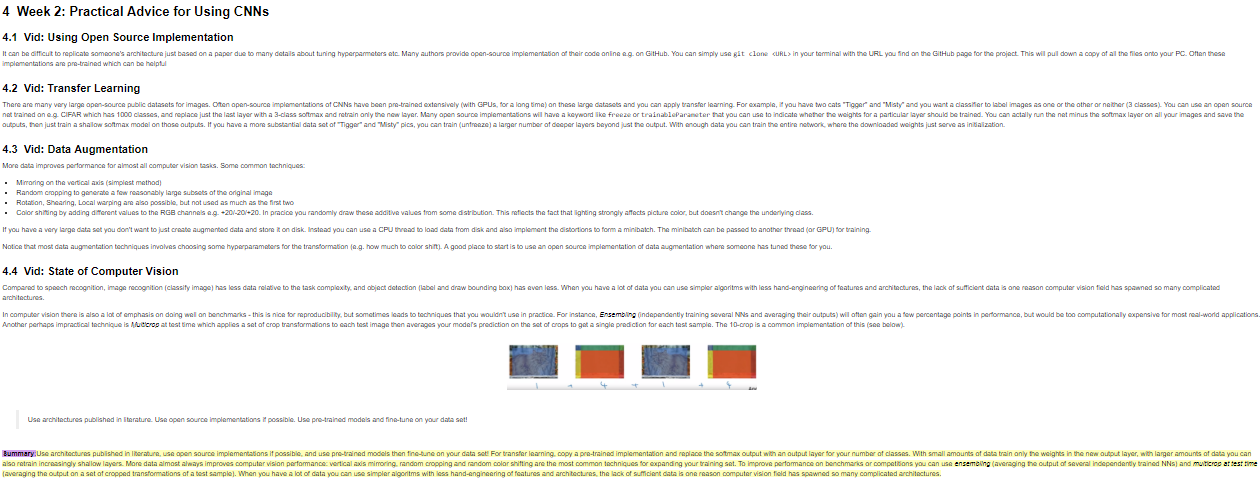 4 Week 2: Practical Advice for Using CNNs
4.1 Vid: Using Open Source Implementation
It can be difficult to replicate someone's architecture just based on a paper due to many details about tuning hyperparmeters etc. Many authors provide open-source implementation of their code online e.g. on GitHub. You can simply use git clone <URL> in your terminal with the URL you find on the GitHub page for the project. This will pull down a copy of all the files onto your PC. Often these
implementations are pre-trained which can be helpful
4.2 Vid: Transfer Learning
There are many very large open-source public datasets for images. Often open-source implementations of CNNs have been pre-trained extensively (with GPUs, for a long time) on these large datasets and you can apply transfer learning. For example, if you have two cats "Tigger" and "Misty" and you want a classifier to label images as one or the other or neither (3 classes). You can use an open source
net trained on e.g. CIFAR which has 1000 classes, and replace just the last layer with a 3-class softmax and retrain only the new layer. Many open source implementations will have a keyword like freeze or trainableParameter that you can use to indicate whether the weights for a particular layer should be trained. You can actally run the net minus the softmax layer on all your images and save the
outputs, then just train a shallow softmax model on those outputs. If you have a more substantial data set of "Tigger" and "Misty" pics, you can train (unfreeze) a larger number of deeper layers beyond just the output. With enough data you can train the entire network, where the downloaded weights just serve as initialization.
4.3 Vid: Data Augmentation
More data improves performance for almost all computer vision tasks. Some common techniques:
• Mirroring on the vertical axis (simplest method)
• Random cropping to generate a few reasonably large subsets of the original image
• Rotation, Shearing, Local warping are also possible, but not used as much as the first two
• Color shifting by adding different values to the RGB channels e.g. +20/-20/+20. In pracice you randomly draw these additive values from some distribution. This reflects the fact that lighting strongly affects picture color, but doesn't change the underlying class.
If you have a very large data set you don't want to just create augmented data and store it on disk. Instead you can use a CPU thread to load data from disk and also implement the distortions to form a minibatch. The minibatch can be passed to another thread (or GPU) for training.
Notice that most data augmentation techniques involves choosing some hyperparameters for the transformation (e.g. how much to color shift). A good place to start is to use an open source implementation of data augmentation where someone has tuned these for you.
4.4 Vid: State of Computer Vision
Compared to speech recognition, image recognition (classify image) has less data relative to the task complexity, and object detection (label and draw bounding box) has even less. When you have a lot of data you can use simpler algoritms with less hand-engineering of features and architectures, the lack of sufficient data is one reason computer vision field has spawned so many complicated
architectures.
In computer vision there is also a lot of emphasis on doing well on benchmarks - this is nice for reproducibility, but sometimes leads to techniques that you wouldn't use in practice. For instance, Ensembling (independently training several NNs and averaging their outputs) will often gain you a few percentage points in performance, but would be too computationally expensive for most real-world applications.
Another perhaps impractical technique is Multicrop at test time which applies a set of crop transformations to each test image then averages your model's prediction on the set of crops to get a single prediction for each test sample. The 10-crop is a common implementation of this (see below).
1 + 4 + 1 + 4
Use architectures published in literature. Use open source implementations if possible. Use pre-trained models and fine-tune on your data set!
Summary: Use architectures published in literature, use open source implementations if possible, and use pre-trained models then fine-tune on your data set! For transfer learning, copy a pre-trained implementation and replace the softmax output with an output layer for your number of classes. With small amounts of data train only the weights in the new output layer, with larger amounts of data you can
also retrain increasingly shallow layers. More data almost always improves computer vision performance: vertical axis mirroring, random cropping and random color shifting are the most common techniques for expanding your training set. To improve performance on benchmarks or competitions you can use ensembling (averaging the output of several independently trained NNs) and multicrop at test time
(averaging the output on a set of cropped transformations of a test sample). When you have a lot of data you can use simpler algoritms with less hand-engineering of features and architectures, the lack of sufficient data is one reason computer vision field has spawned so many complicated architectures.